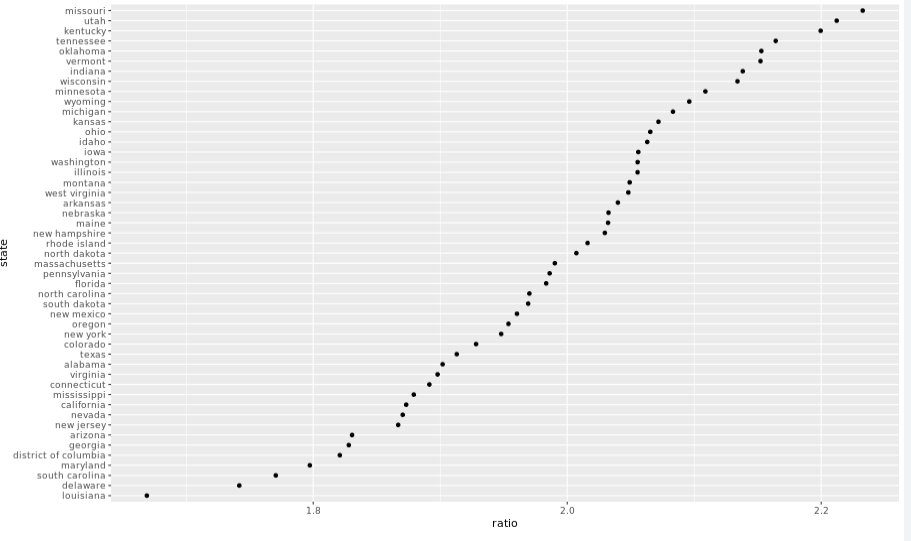 missouri
utah
kentucky
tennessee
oklahoma
vermont
indiana
wisconsin
minnesota
wyoming
michigan
kansas
ohio
idaho
iowa
washington
illinois
montana
west virginia
arkansas
nebraska
maine
new hampshire
rhode island
north dakota
massachusetts
pennsylvania
florida
north carolina
south dakota
new mexico
oregon
new york
colorado
texas
alabama
virginia
connecticut
mississippi
california
nevada
new jersey
arizona
georgia
district of columbia
maryland
south carolina
delaware
louisiana
state
1.8 2.0 2.2
ratio